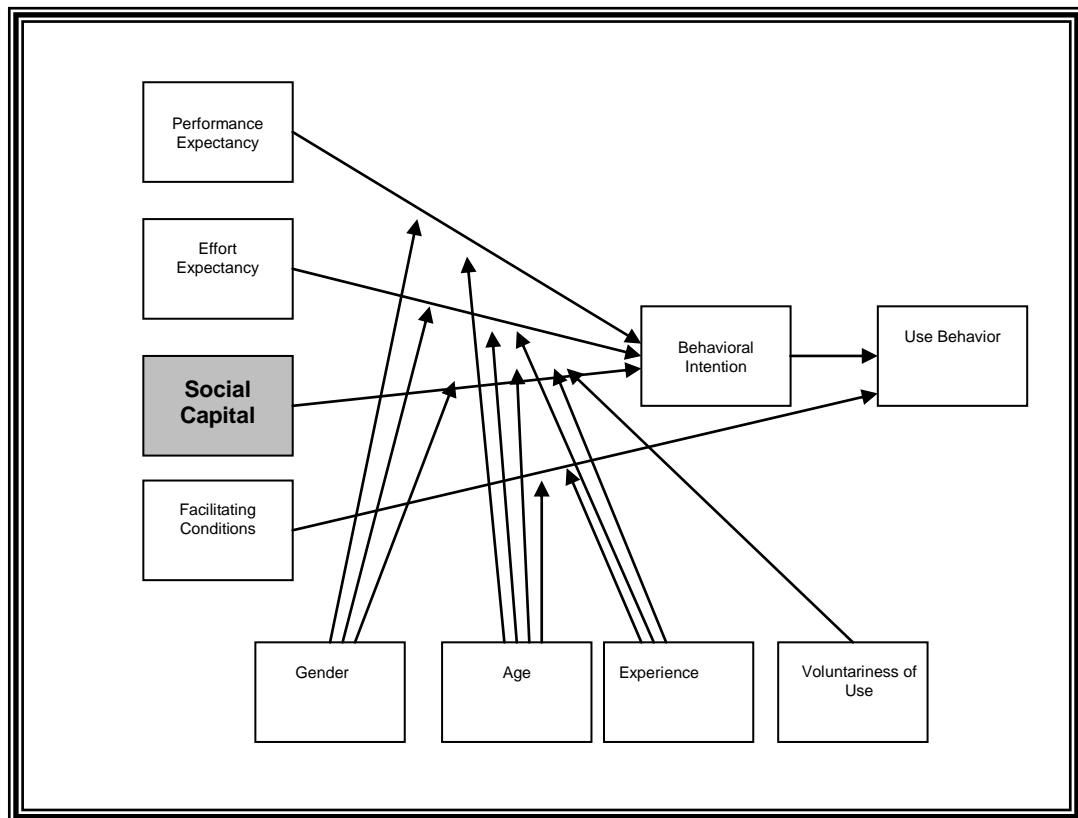 Performance
Expectancy
Effort
Expectancy
Social
Capital
Facilitating
Conditions
Behavioral
Intention
Use Behavior
Gender
Age
Experience
Voluntariness of
Use